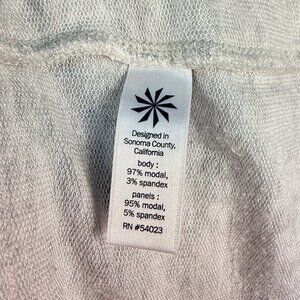 Designed in
Sonoma County,
California
body :
97% modal,
3% spandex
panels :
95% modal,
5% spandex
RN #54023